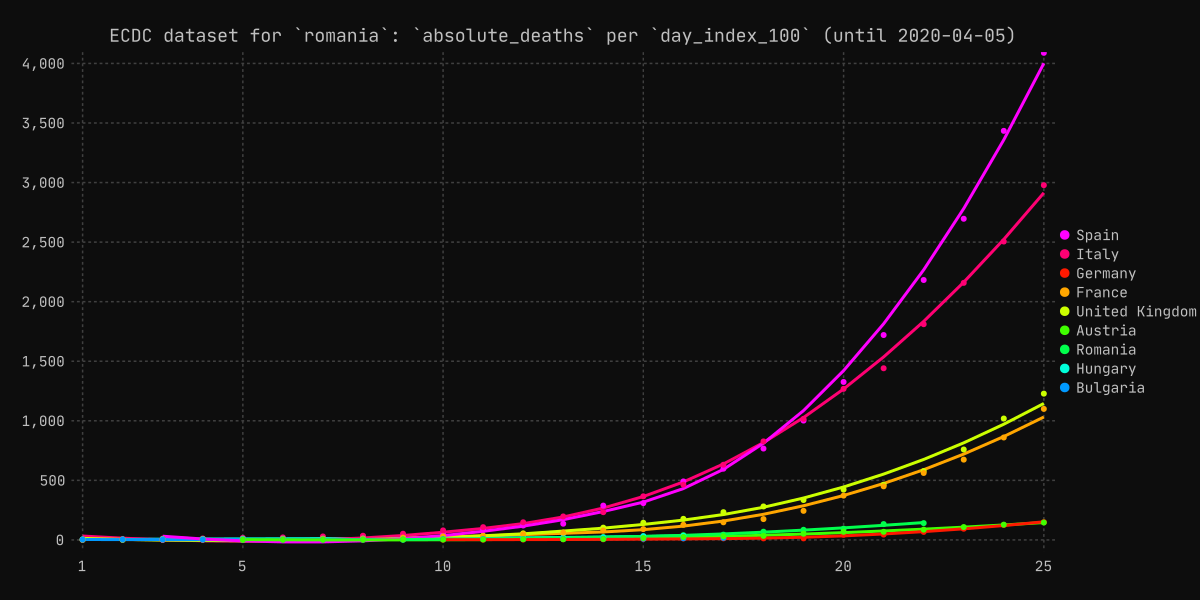 ECDC dataset for `romania`: `absolute_deaths` per `day_index_100` (until 2020-04-05)
4,000
3,500
3,000
2,500
2,000
1,500
1,000
500
0
1 5 10 15 20 25
Spain
Italy
Germany
France
United Kingdom
Austria
Romania
Hungary
Bulgaria